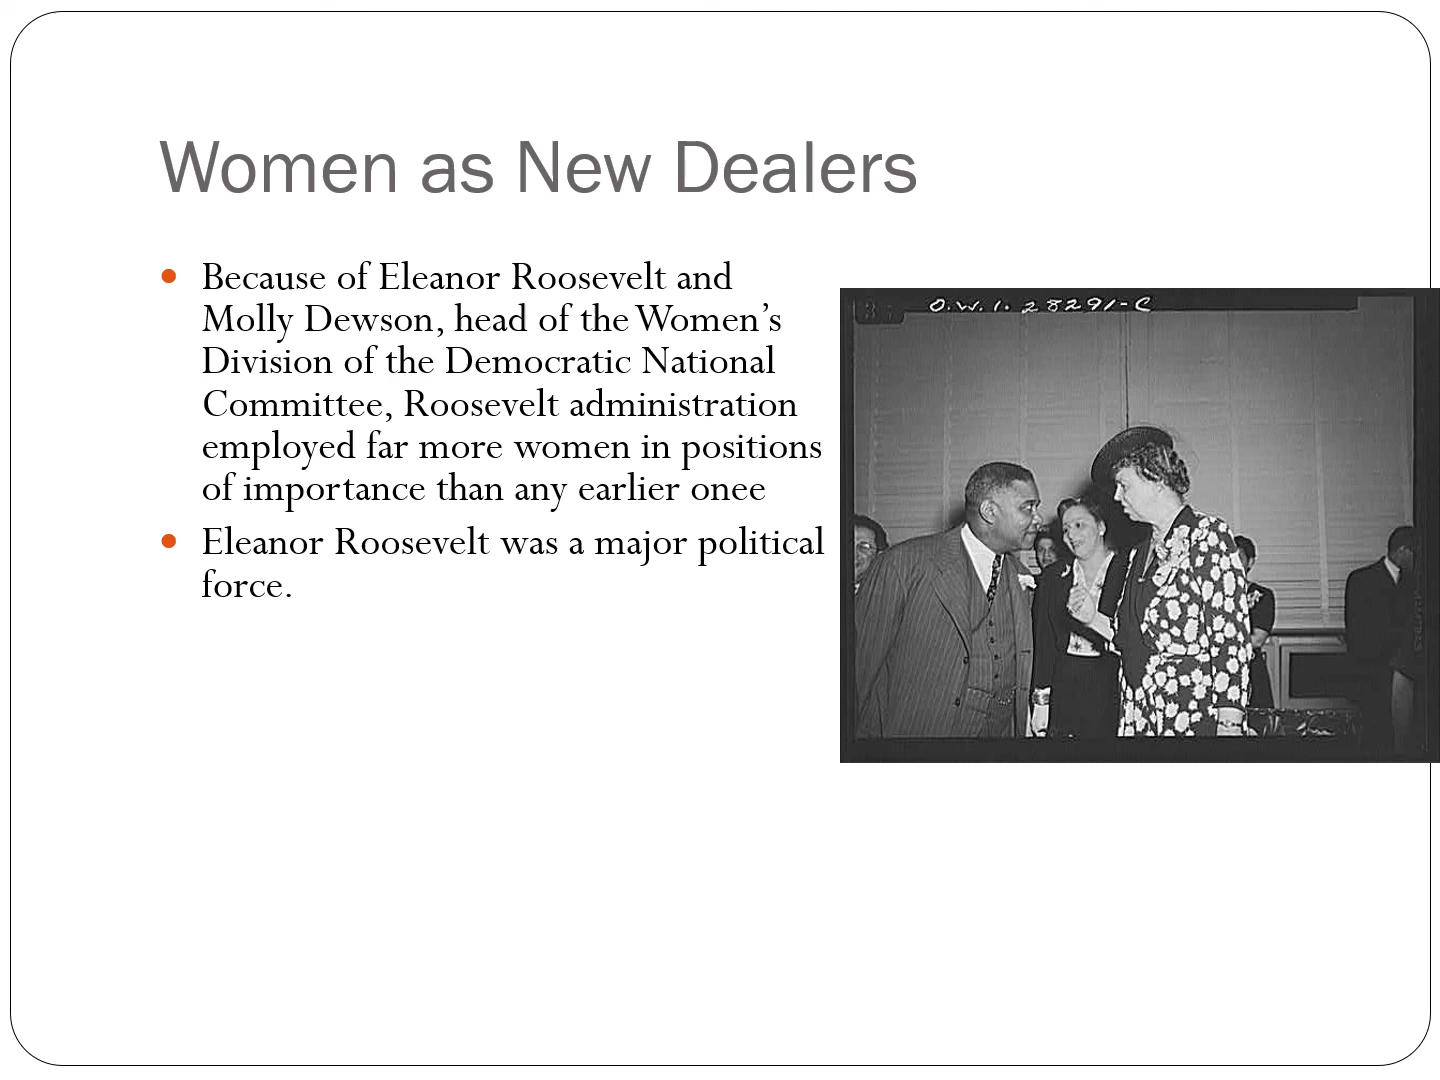 Women as New Dealers
Because of Eleanor Roosevelt and
Molly Dewson, head of the Women’s
Division of the Democratic National
Committee, Roosevelt administration
employed far more women in positions
of importance than any earlier onee
Eleanor Roosevelt was a major political
force.
O.W.I. 28291-C